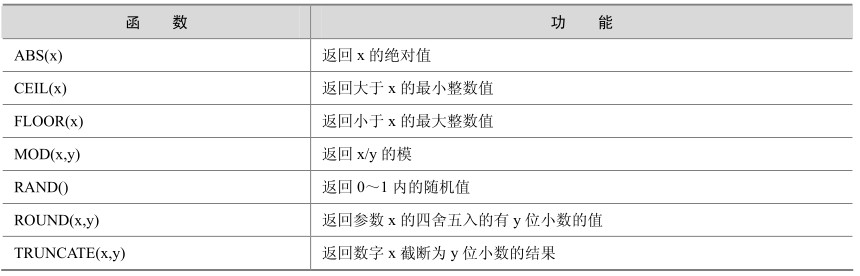 函 数 功 能
ABS(x) 返回 x 的绝对值
CEIL(x) 返回大于 x 的最小整数值
FLOOR(x) 返回小于 x 的最大整数值
MOD(x,y) 返回 x/y 的模
RAND() 返回 0～1 内的随机值
ROUND(x,y) 返回参数 x 的四舍五入的有 y 位小数的值
TRUNCATE(x,y) 返回数字 x 截断为 y 位小数的结果